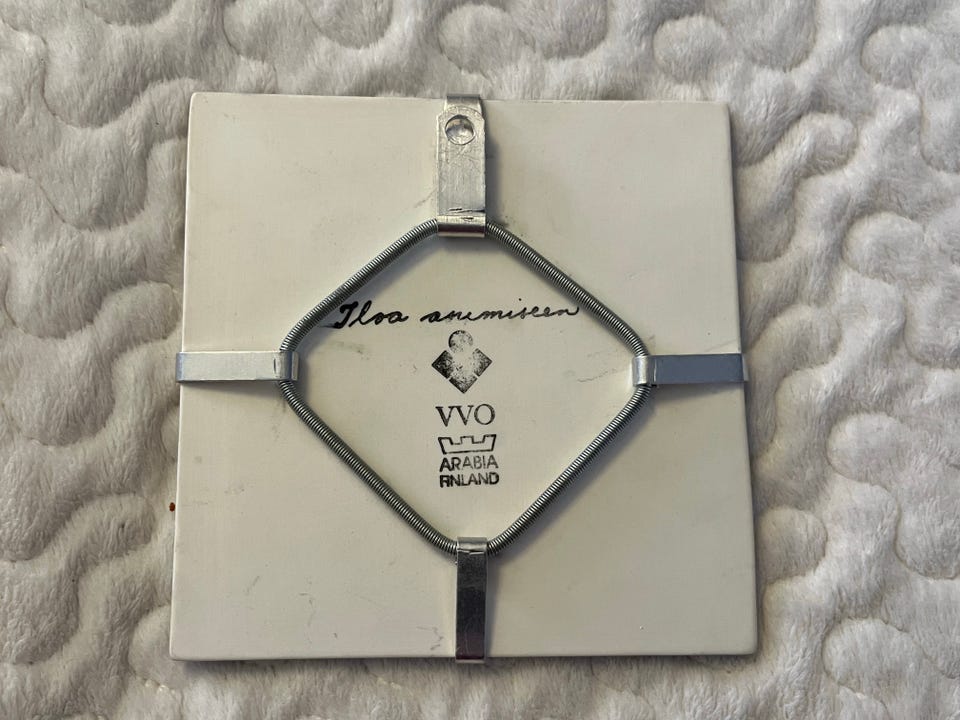 Iloa asumiseen
VVO
ARABIA
FINLAND